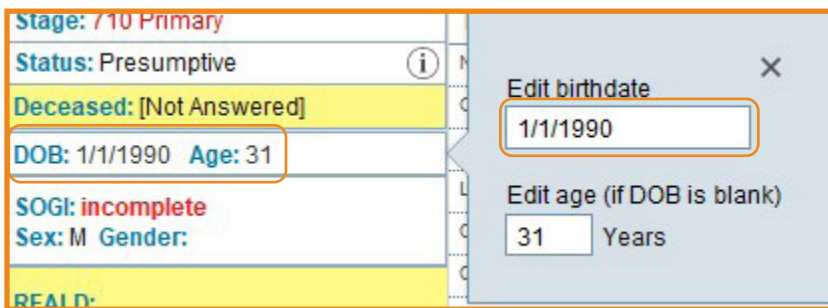 Stage: 710 Primary
Status: Presumptive
Deceased: [Not Answered]
DOB: 1/1/1990 Age: 31
SOGI: incomplete
Sex: M Gender:
REALD:
Edit birthdate
1/1/1990
Edit age (if DOB is blank)
31 Years